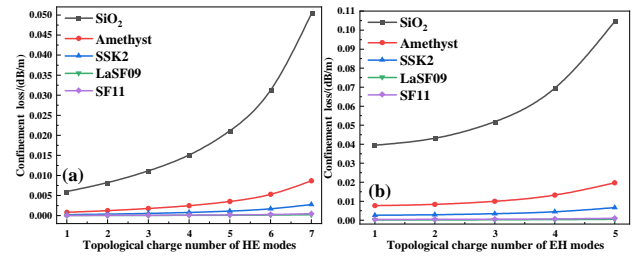 Confinement loss/(dB/m)
0.050
0.045
0.040
0.035
0.030
0.025
0.020
0.015
0.010
0.005
0.000
SiO₂
Amethyst
SSK2
LaSF09
SF11
(a)
1 2 3 4 5 6 7
Topological charge number of HE modes
Confinement loss/(dB/m)
0.11
0.10
0.09
0.08
0.07
0.06
0.05
0.04
0.03
0.02
0.01
0.00
SiO₂
Amethyst
SSK2
LaSF09
SF11
(b)
1 2 3 4 5
Topological charge number of EH modes